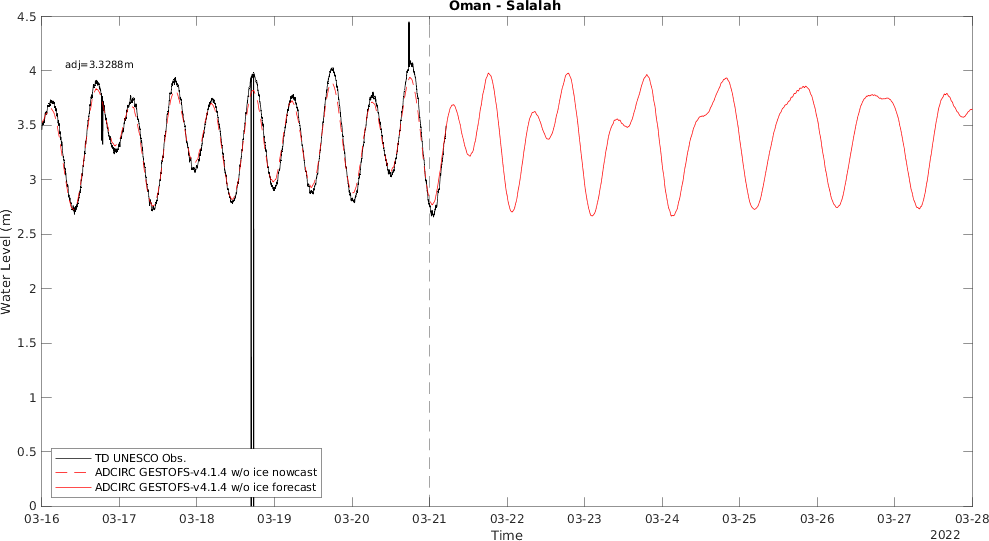 Oman - Salalah
4.5
adj=3.3288m
4
3.5
3
2.5
2
1.5
1
0.5
0
Water Level (m)
TD UNESCO Obs.
ADCIRC GESTOFS-v4.1.4 w/o ice nowcast
ADCIRC GESTOFS-v4.1.4 w/o ice forecast
03-16 03-17 03-18 03-19 03-20 03-21 03-22 03-23 03-24 03-25 03-26 03-27 03-28
Time
2022